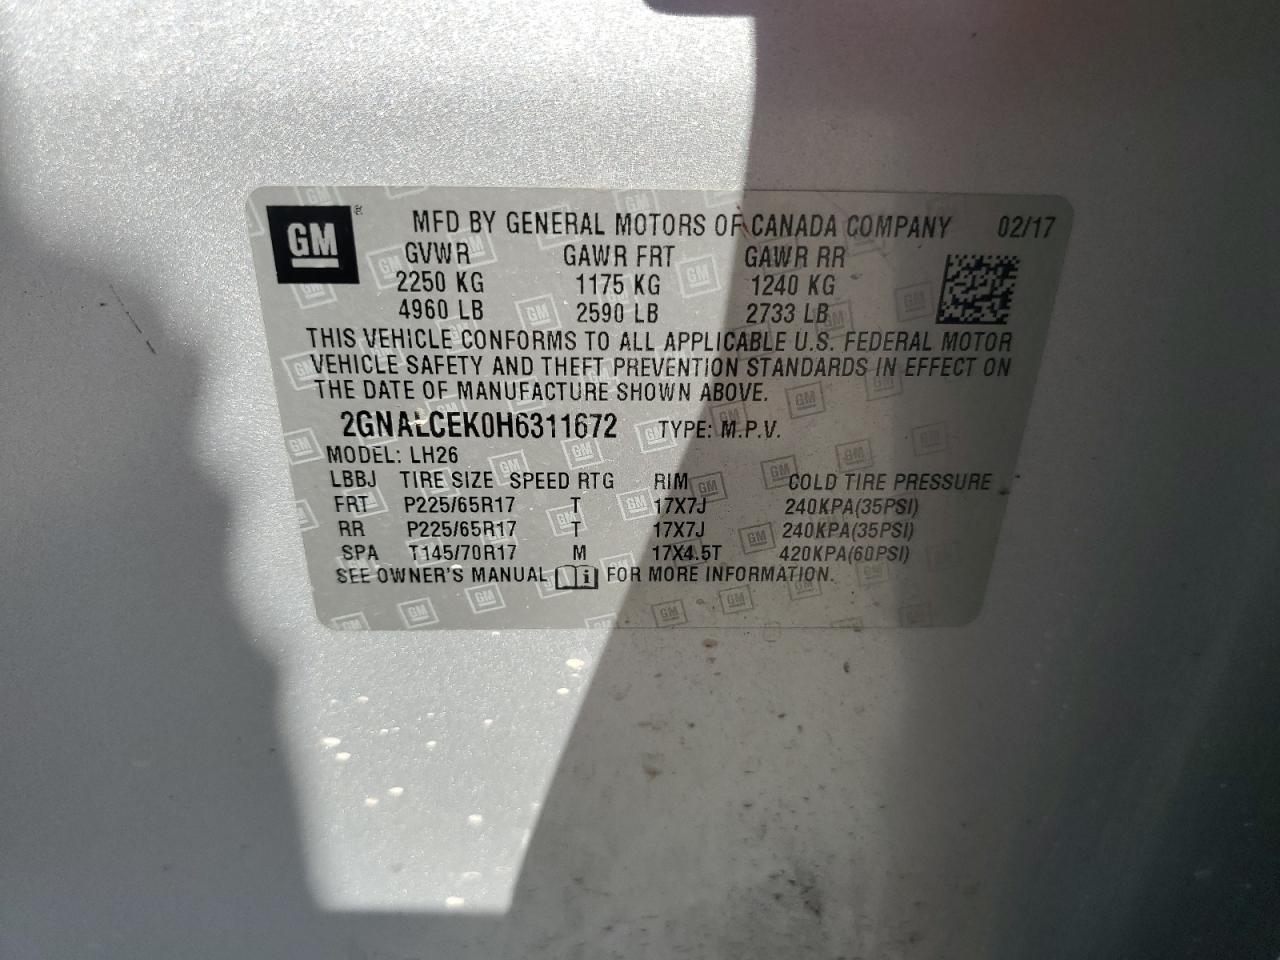 GM ® MFD BY GENERAL MOTORS OF CANADA COMPANY 02/17
GVWR GAWR FRT GAWR RR
2250 KG 1175 KG 1240 KG
4960 LB 2590 LB 2733 LB
THIS VEHICLE CONFORMS TO ALL APPLICABLE U.S. FEDERAL MOTOR
VEHICLE SAFETY AND THEFT PREVENTION STANDARDS IN EFFECT ON
THE DATE OF MANUFACTURE SHOWN ABOVE.
2GNALCEK0H6311672 TYPE: M.P.V.
MODEL: LH26
LBBJ TIRE SIZE SPEED RTG RIM COLD TIRE PRESSURE
FRT P225/65R17 T 17X7J 240KPA(35PSI)
RR P225/65R17 T 17X7J 240KPA(35PSI)
SPA T145/70R17 M 17X4.5T 420KPA(60PSI)
SEE OWNER'S MANUAL i FOR MORE INFORMATION.